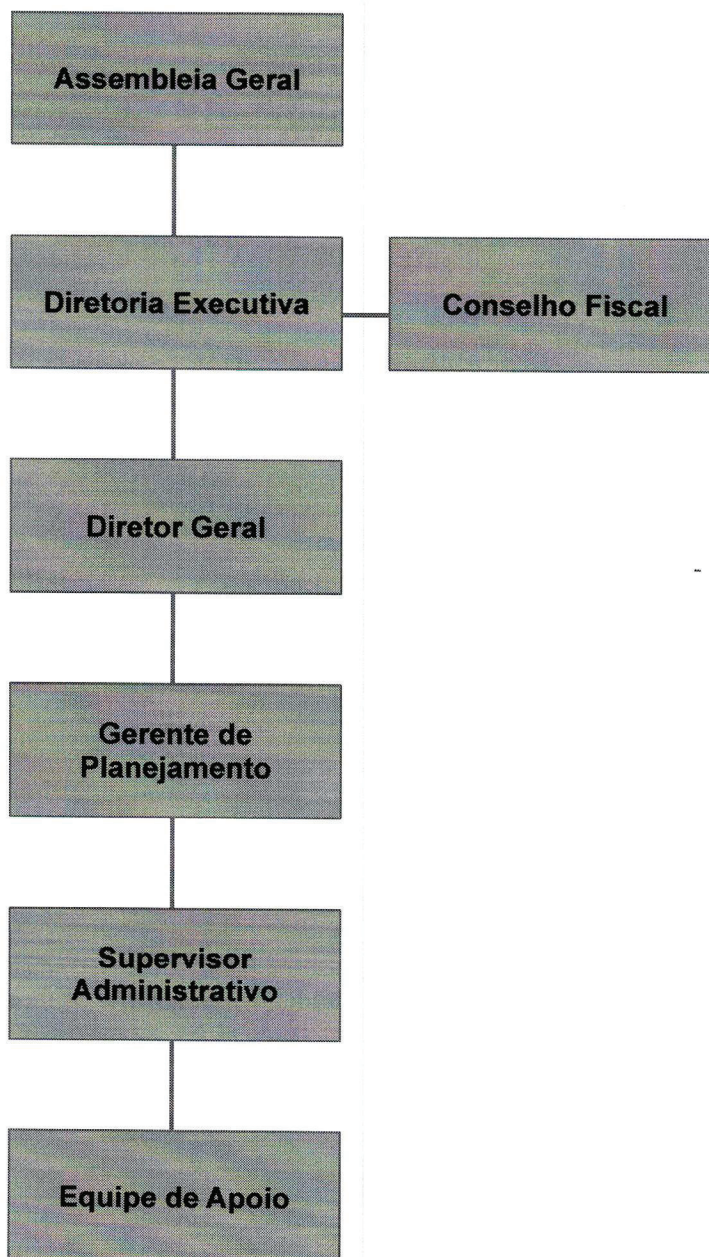 Assembleia Geral
Diretoria Executiva
Conselho Fiscal
Diretor Geral
Gerente de
Planejamento
Supervisor
Administrativo
Equipe de Apoio